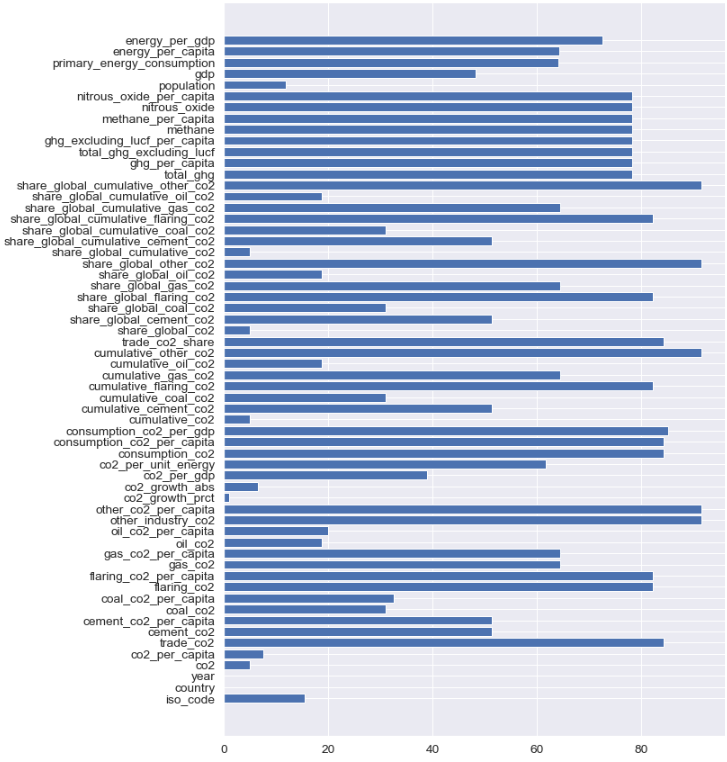 energy_per_gdp
energy_per_capita
primary_energy_consumption
gdp
population
nitrous_oxide_per_capita
nitrous_oxide
methane_per_capita
methane
ghg_excluding_lucf_per_capita
total_ghg_excluding_lucf
ghg_per_capita
total_ghg
share_global_cumulative_other_co2
share_global_cumulative_oil_co2
share_global_cumulative_gas_co2
share_global_cumulative_flaring_co2
share_global_cumulative_coal_co2
share_global_cumulative_cement_co2
share_global_cumulative_co2
share_global_other_co2
share_global_oil_co2
share_global_gas_co2
share_global_flaring_co2
share_global_coal_co2
share_global_cement_co2
share_global_co2
trade_co2_share
cumulative_other_co2
cumulative_oil_co2
cumulative_gas_co2
cumulative_flaring_co2
cumulative_coal_co2
cumulative_cement_co2
cumulative_co2
consumption_co2_per_gdp
consumption_co2_per_capita
consumption_co2
co2_per_unit_energy
co2_per_gdp
co2_growth_abs
co2_growth_prct
other_co2_per_capita
other_industry_co2
oil_co2_per_capita
oil_co2
gas_co2_per_capita
gas_co2
flaring_co2_per_capita
flaring_co2
coal_co2_per_capita
coal_co2
cement_co2_per_capita
cement_co2
trade_co2
co2_per_capita
co2
year
country
iso_code
0 20 40 60 80